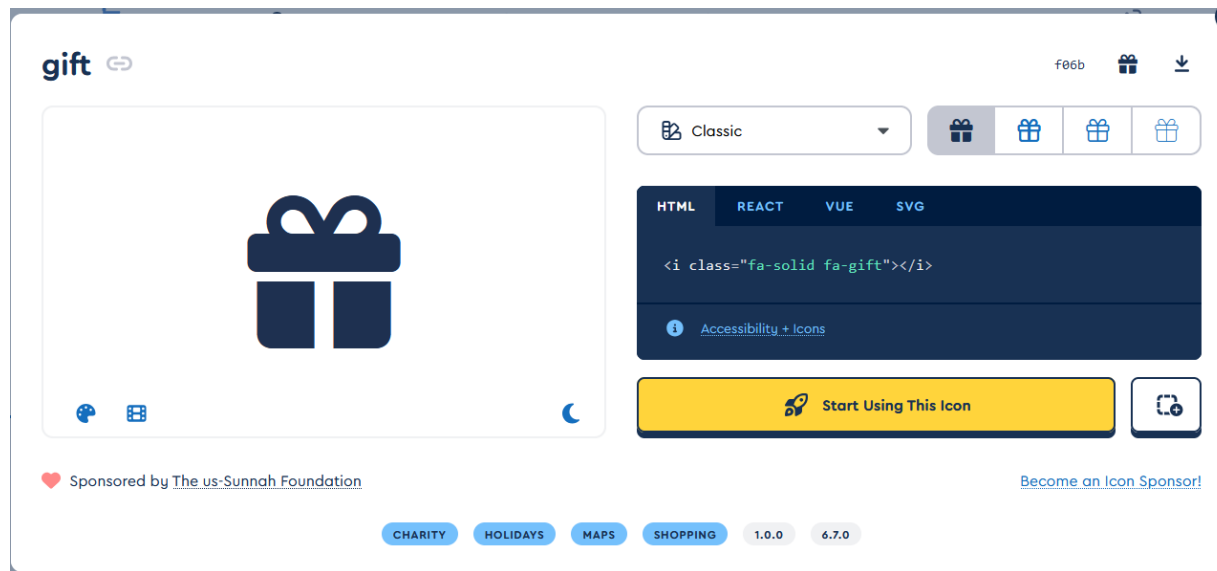 gift
f06b
Classic
HTML REACT VUE SVG
<i class="fa-solid fa-gift"></i>
Accessibility + Icons
Start Using This Icon
Sponsored by The us-Sunnah Foundation
Become an Icon Sponsor!
CHARITY HOLIDAYS MAPS SHOPPING 1.0.0 6.7.0